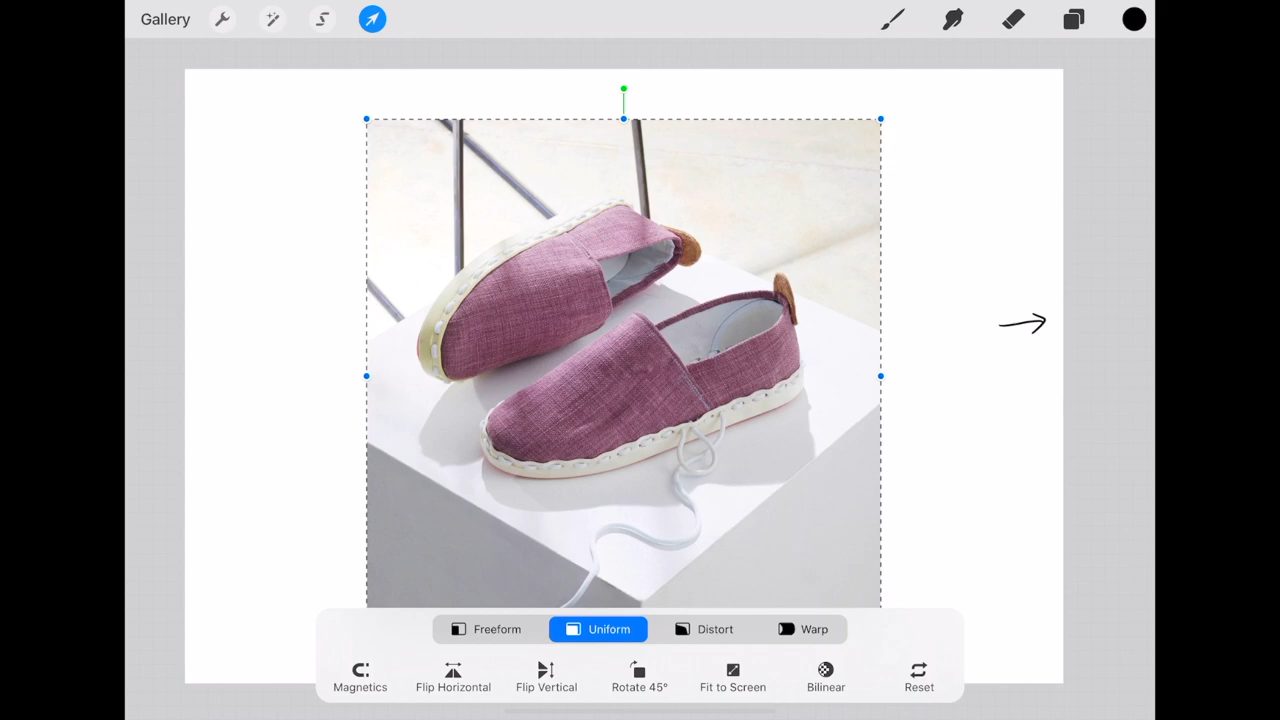 Gallery
Freeform Uniform Distort Warp
Magnetics Flip Horizontal Flip Vertical Rotate 45° Fit to Screen Bilinear Reset